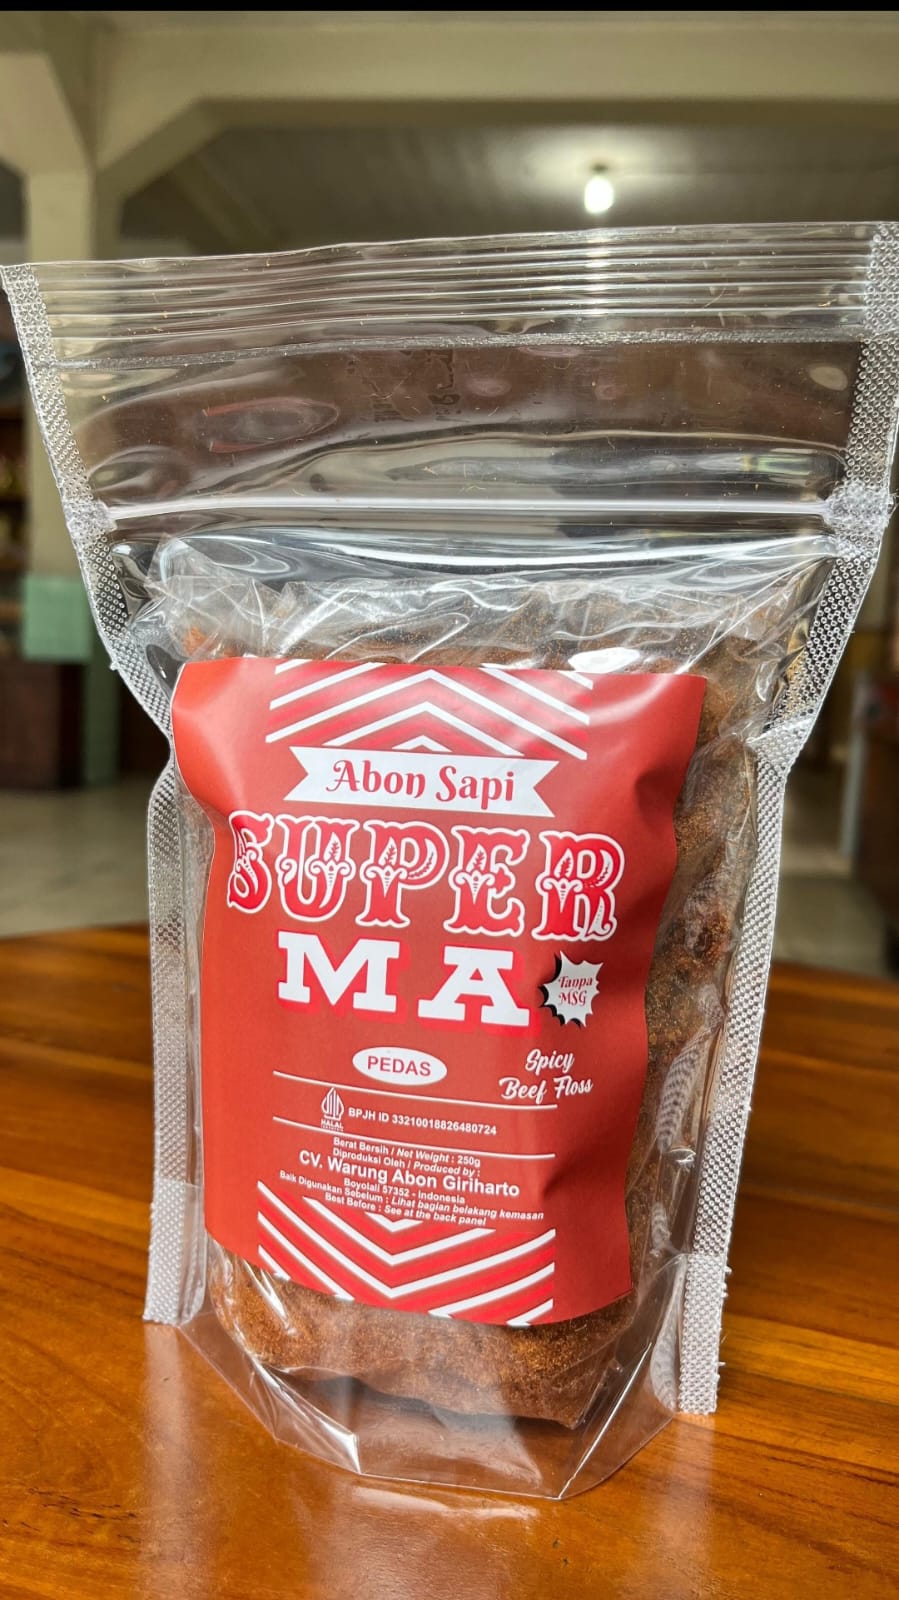 Abon Sapi
SUPER
MA
Tanpa
MSG
PEDAS
Spicy
Beef Floss
HALAL
INDONESIA
BPJH ID 33210018826480724
Berat Bersih / Net Weight : 250g
Diproduksi Oleh / Produced by :
CV. Warung Abon Giriharto
Boyolali 57352 - Indonesia
Baik Digunakan Sebelum : Lihat bagian belakang kemasan
Best Before : See at the back panel